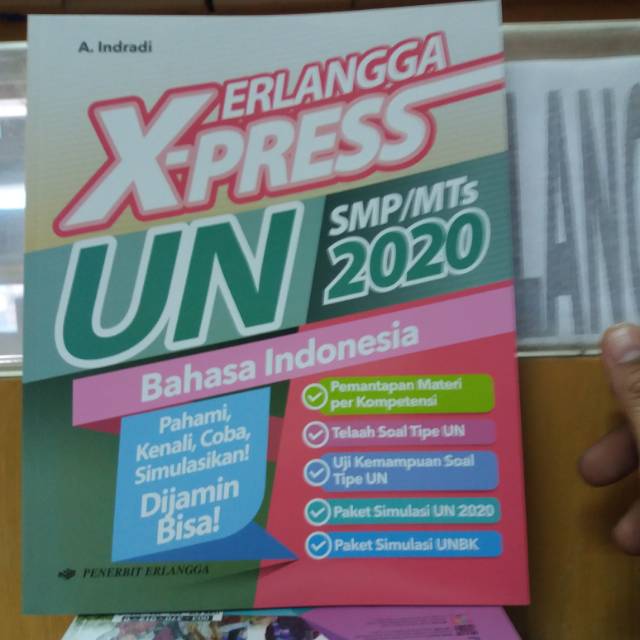 A. Indradi
ERLANGGA
X-PRESS
UN
SMP/MTs
2020
Bahasa Indonesia
Pahami,
Kenali, Coba,
Simulasikan!
Dijamin
Bisa!
Pemantapan Materi
per Kompetensi
Telaah Soal Tipe UN
Uji Kemampuan Soal
Tipe UN
Paket Simulasi UN 2020
Paket Simulasi UNBK
PENERBIT ERLANGGA
LANG